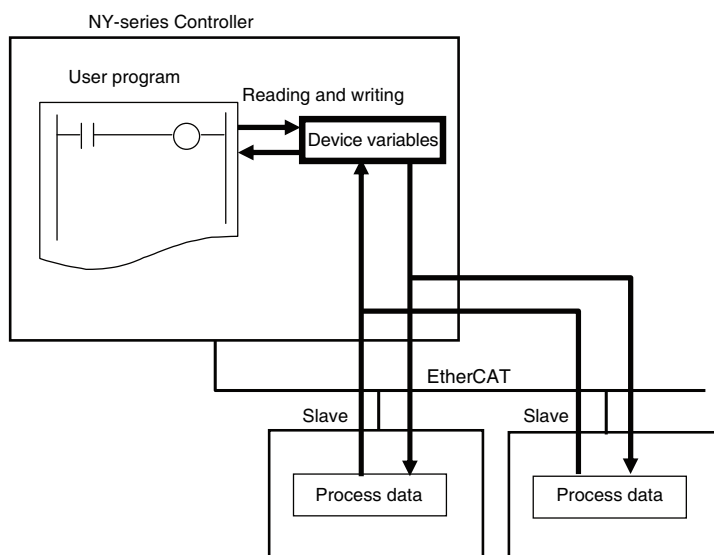 NY-series Controller
User program
Reading and writing
Device variables
EtherCAT
Slave
Slave
Process data
Process data